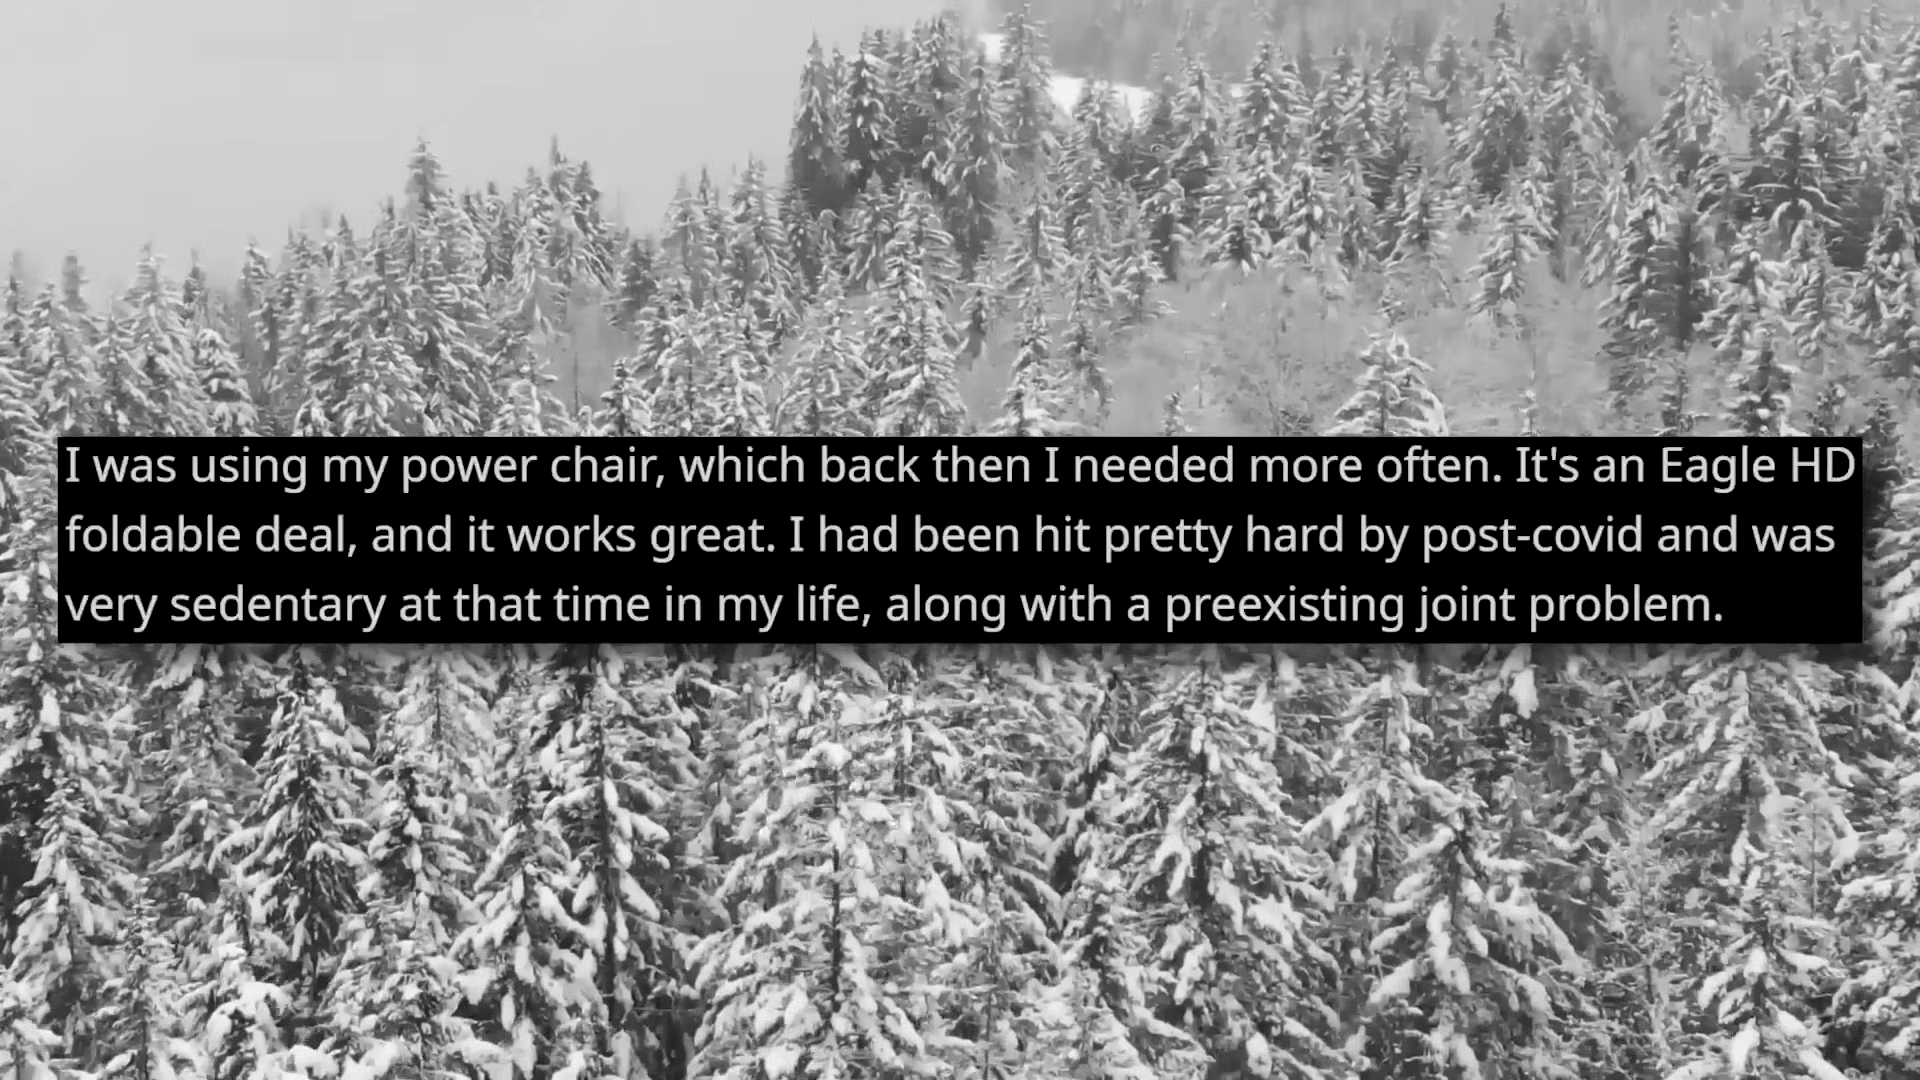 I was using my power chair, which back then I needed more often. It's an Eagle HD
foldable deal, and it works great. I had been hit pretty hard by post-covid and was
very sedentary at that time in my life, along with a preexisting joint problem.